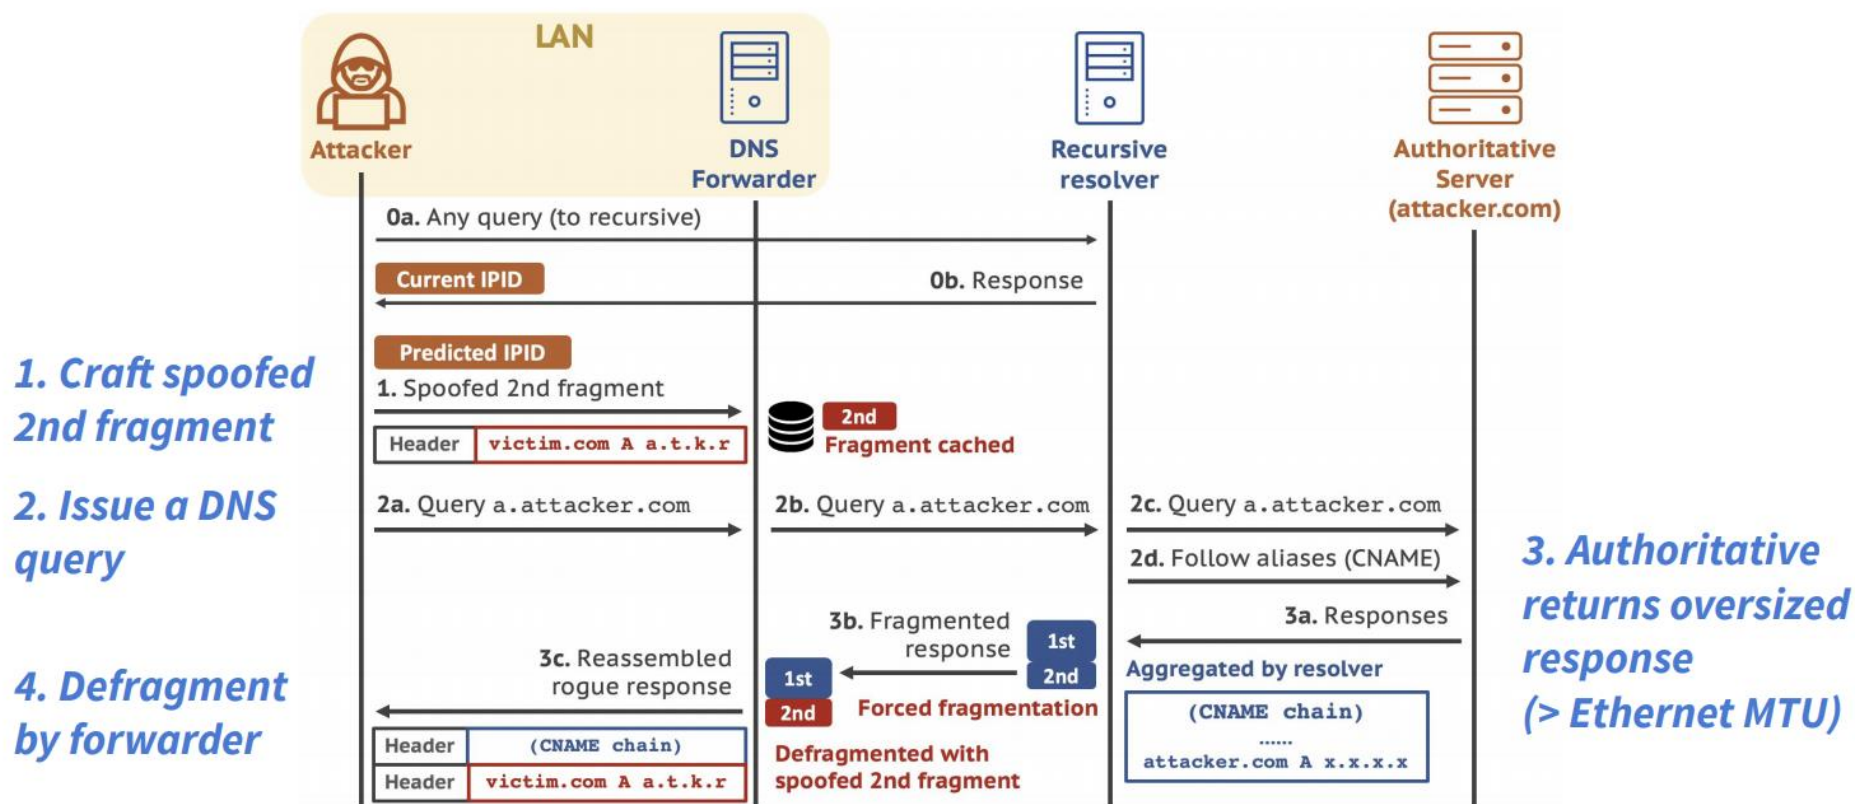 LAN
Attacker
DNS
Forwarder
Recursive
resolver
Authoritative
Server
(attacker.com)
0a. Any query (to recursive)
Current IPID
0b. Response
Predicted IPID
1. Craft spoofed
2nd fragment
1. Spoofed 2nd fragment
Header
victim.com A a.t.k.r
2nd
Fragment cached
2. Issue a DNS
query
2a. Query a.attacker.com
2b. Query a.attacker.com
2c. Query a.attacker.com
2d. Follow aliases (CNAME)
3. Authoritative
returns oversized
response
(> Ethernet MTU)
3a. Responses
3b. Fragmented
response
1st
2nd
Aggregated by resolver
(CNAME chain)
......
attacker.com A x.x.x.x
Forced fragmentation
1st
2nd
Defragmented with
spoofed 2nd fragment
3c. Reassembled
rogue response
4. Defragment
by forwarder
Header
(CNAME chain)
Header
victim.com A a.t.k.r